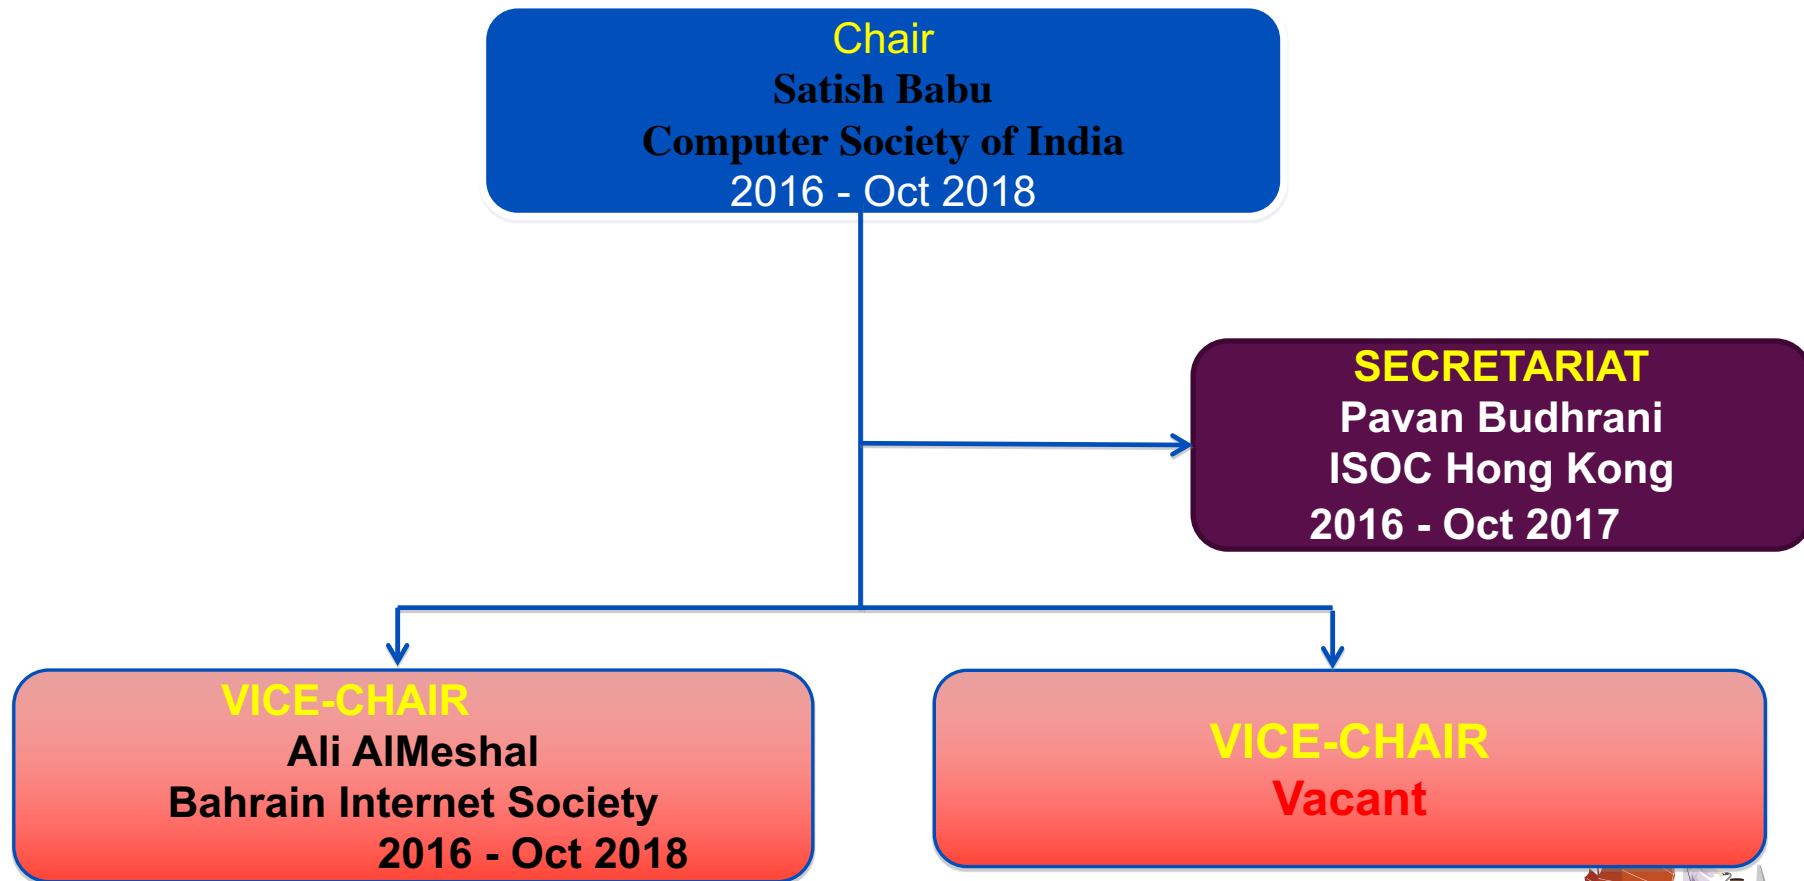 Chair
Satish Babu
Computer Society of India
2016 - Oct 2018
SECRETARIAT
Pavan Budhrani
ISOC Hong Kong
2016 - Oct 2017
VICE-CHAIR
Ali AlMeshal
Bahrain Internet Society
2016 - Oct 2018
VICE-CHAIR
Vacant